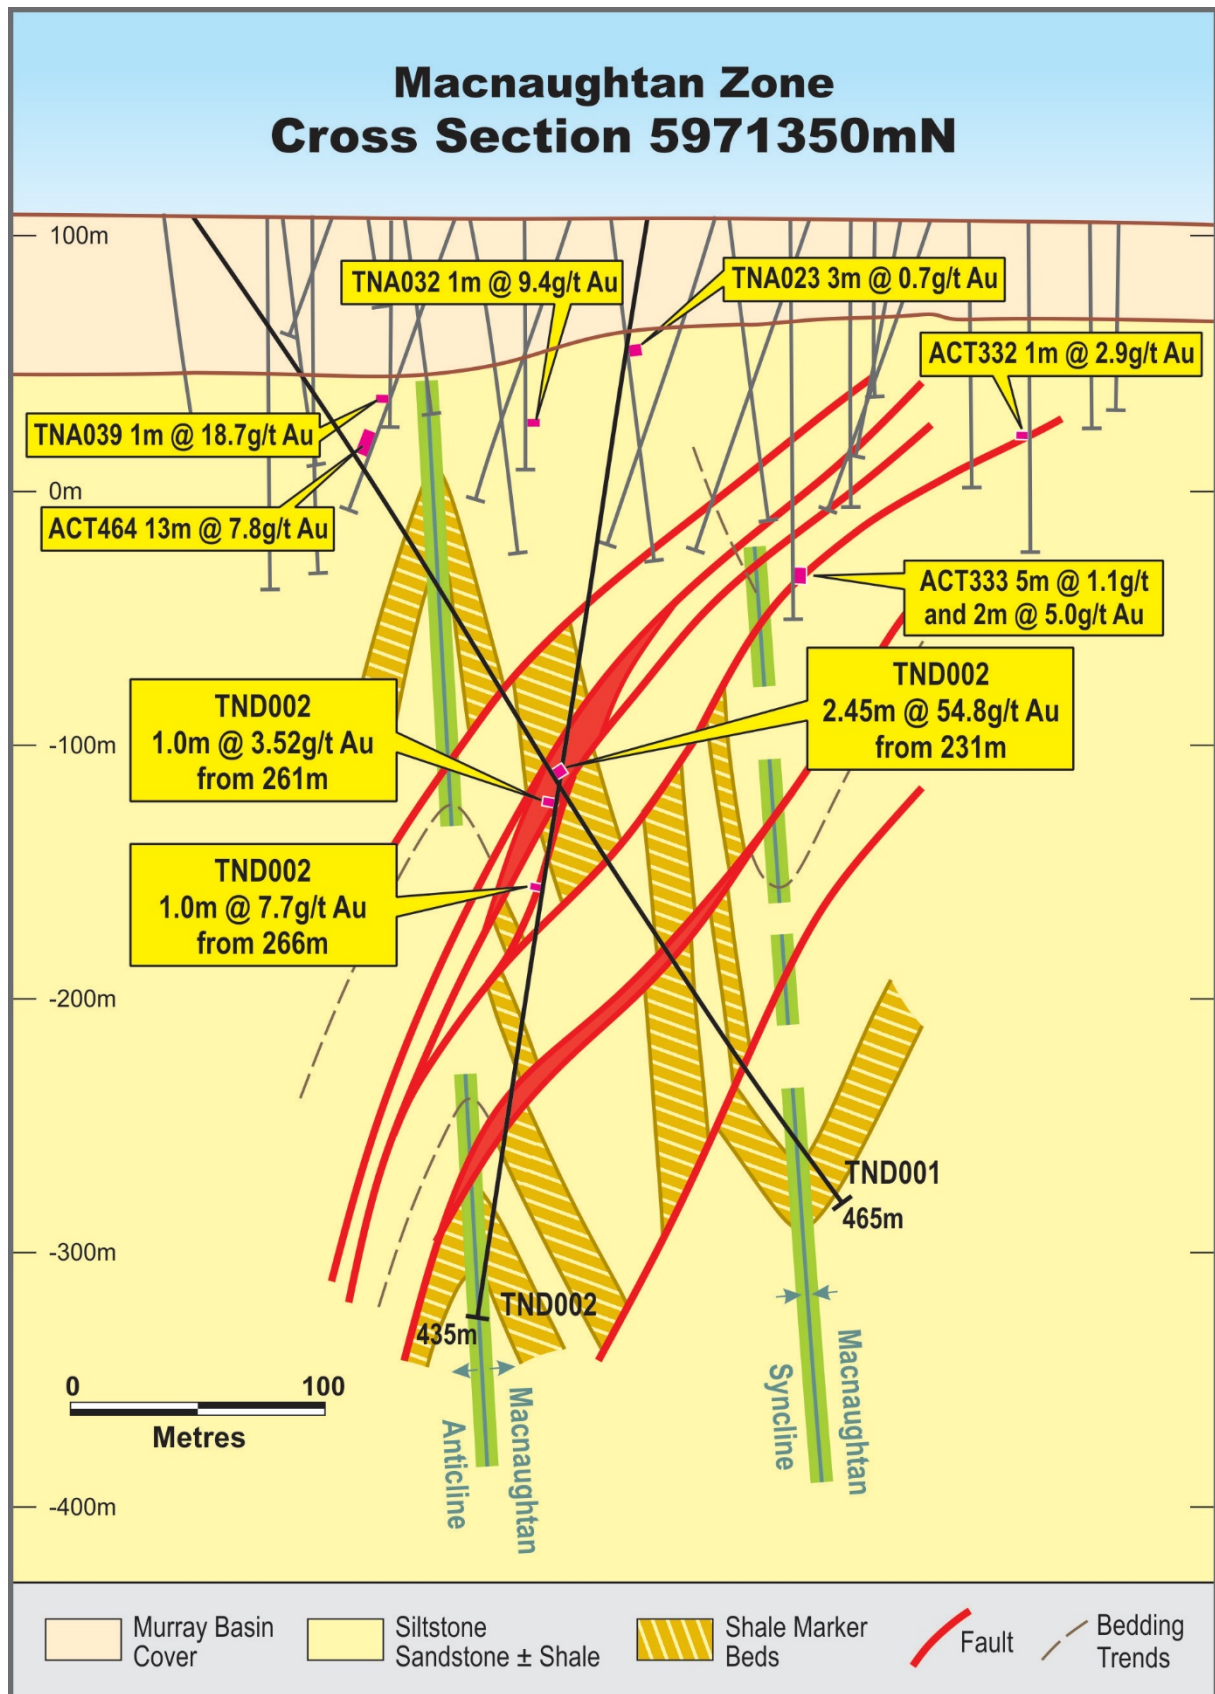 Macnaughtan Zone
Cross Section 5971350mN
100m
TNA032 1m @ 9.4g/t Au
TNA023 3m @ 0.7g/t Au
ACT332 1m @ 2.9g/t Au
TNA039 1m @ 18.7g/t Au
0m
ACT464 13m @ 7.8g/t Au
ACT333 5m @ 1.1g/t
and 2m @ 5.0g/t Au
TND002
1.0m @ 3.52g/t Au
from 261m
TND002
2.45m @ 54.8g/t Au
from 231m
-100m
TND002
1.0m @ 7.7g/t Au
from 266m
-200m
TND001
465m
-300m
TND002
435m
Macnaughtan
Anticline
Macnaughtan
Syncline
0 100
Metres
-400m
Murray Basin
Cover
Siltstone
Sandstone ± Shale
Shale Marker
Beds
Fault
Bedding
Trends